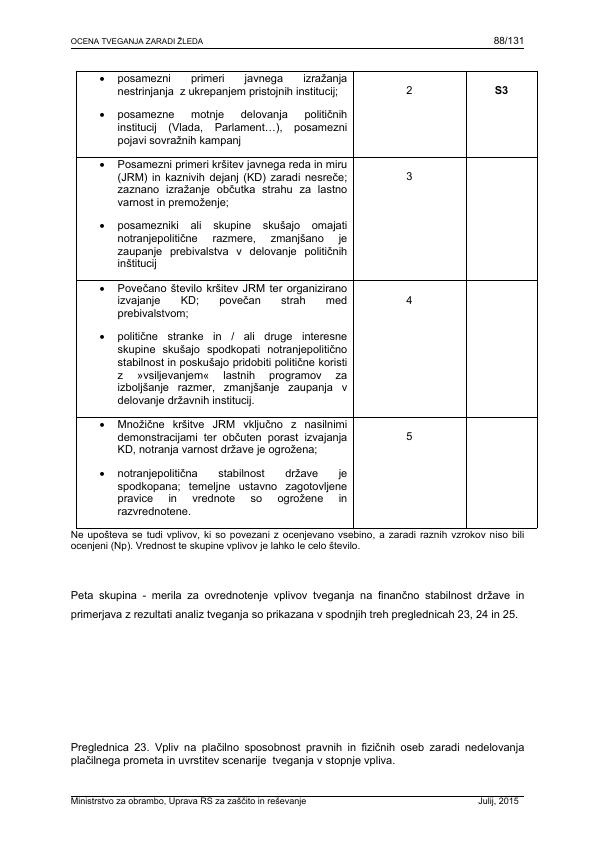 OCENA TVEGANJA ZARADI ŽLEDA 88/131
• posamezni primeri javnega izražanja
nestrinjanja z ukrepanjem pristojnih institucij;
2 S3
• posamezne motnje delovanja političnih
institucij (Vlada, Parlament…), posamezni
pojavi sovražnih kampanj
• Posamezni primeri kršitev javnega reda in miru
(JRM) in kaznivih dejanj (KD) zaradi nesreče;
zaznano izražanje občutka strahu za lastno
varnost in premoženje;
3
• posamezniki ali skupine skušajo omajati
notranjepolitične razmere, zmanjšano je
zaupanje prebivalstva v delovanje političnih
inštitucij
• Povečano število kršitev JRM ter organizirano
izvajanje KD; povečan strah med
prebivalstvom;
4
• politične stranke in / ali druge interesne
skupine skušajo spodkopati notranjepolitično
stabilnost in poskušajo pridobiti politične koristi
z »vsiljevanjem« lastnih programov za
izboljšanje razmer, zmanjšanje zaupanja v
delovanje državnih institucij.
• Množične kršitve JRM vključno z nasilnimi
demonstracijami ter občuten porast izvajanja
KD, notranja varnost države je ogrožena;
5
• notranjepolitična stabilnost države je
spodkopana; temeljne ustavno zagotovljene
pravice in vrednote so ogrožene in
razvrednotene.
Ne upošteva se tudi vplivov, ki so povezani z ocenjevano vsebino, a zaradi raznih vzrokov niso bili
ocenjeni (Np). Vrednost te skupine vplivov je lahko le celo število.
Peta skupina - merila za ovrednotenje vplivov tveganja na finančno stabilnost države in
primerjava z rezultati analiz tveganja so prikazana v spodnjih treh preglednicah 23, 24 in 25.
Preglednica 23. Vpliv na plačilno sposobnost pravnih in fizičnih oseb zaradi nedelovanja
plačilnega prometa in uvrstitev scenarije tveganja v stopnje vpliva.
Ministrstvo za obrambo, Uprava RS za zaščito in reševanje Julij, 2015